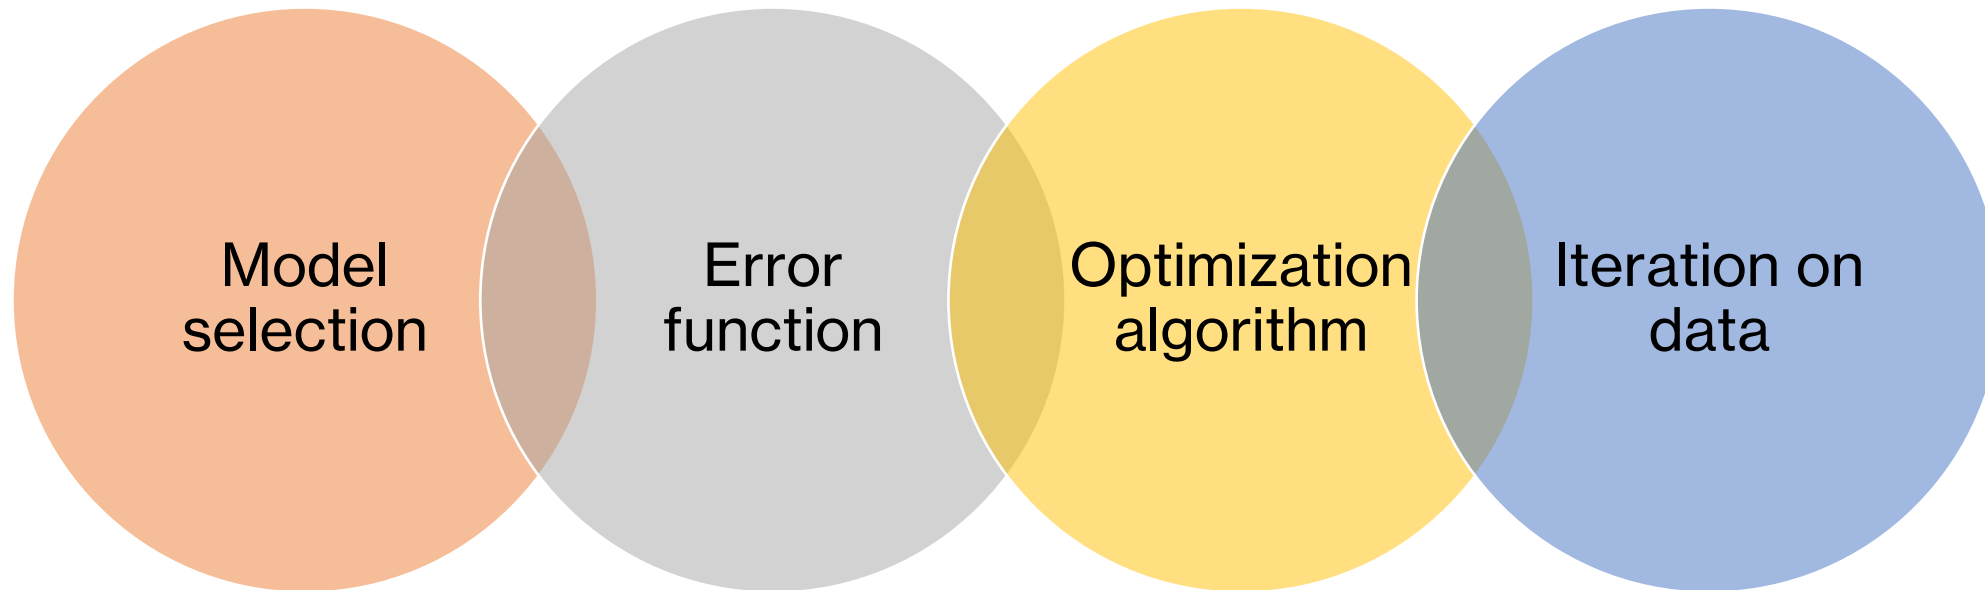 Model
selection
Error
function
Optimization
algorithm
Iteration on
data